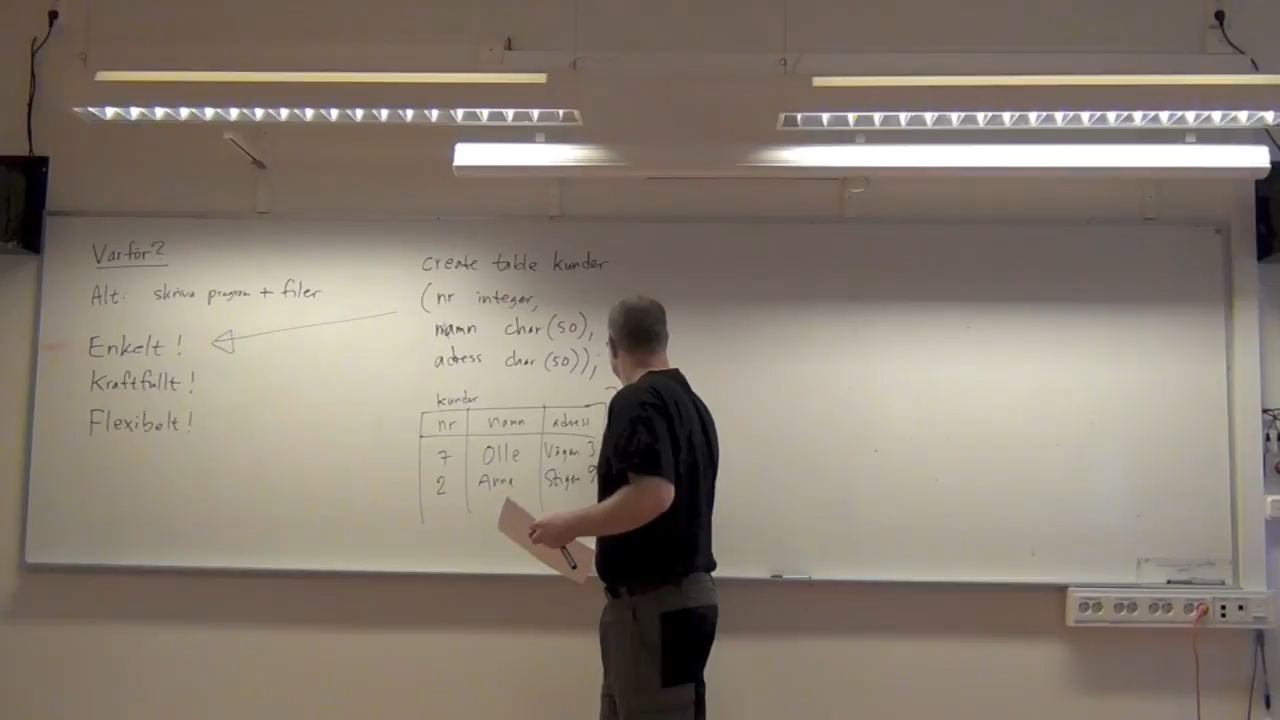 Varför?
Alt: skriva program + filer
Enkelt!
Kraftfullt!
Flexibelt!
create table kunder
(nr integer,
namn char(50),
adress char(50));
kunder
nr namn adress
7 Olle Vägen 3
2 Anna Stigen 9